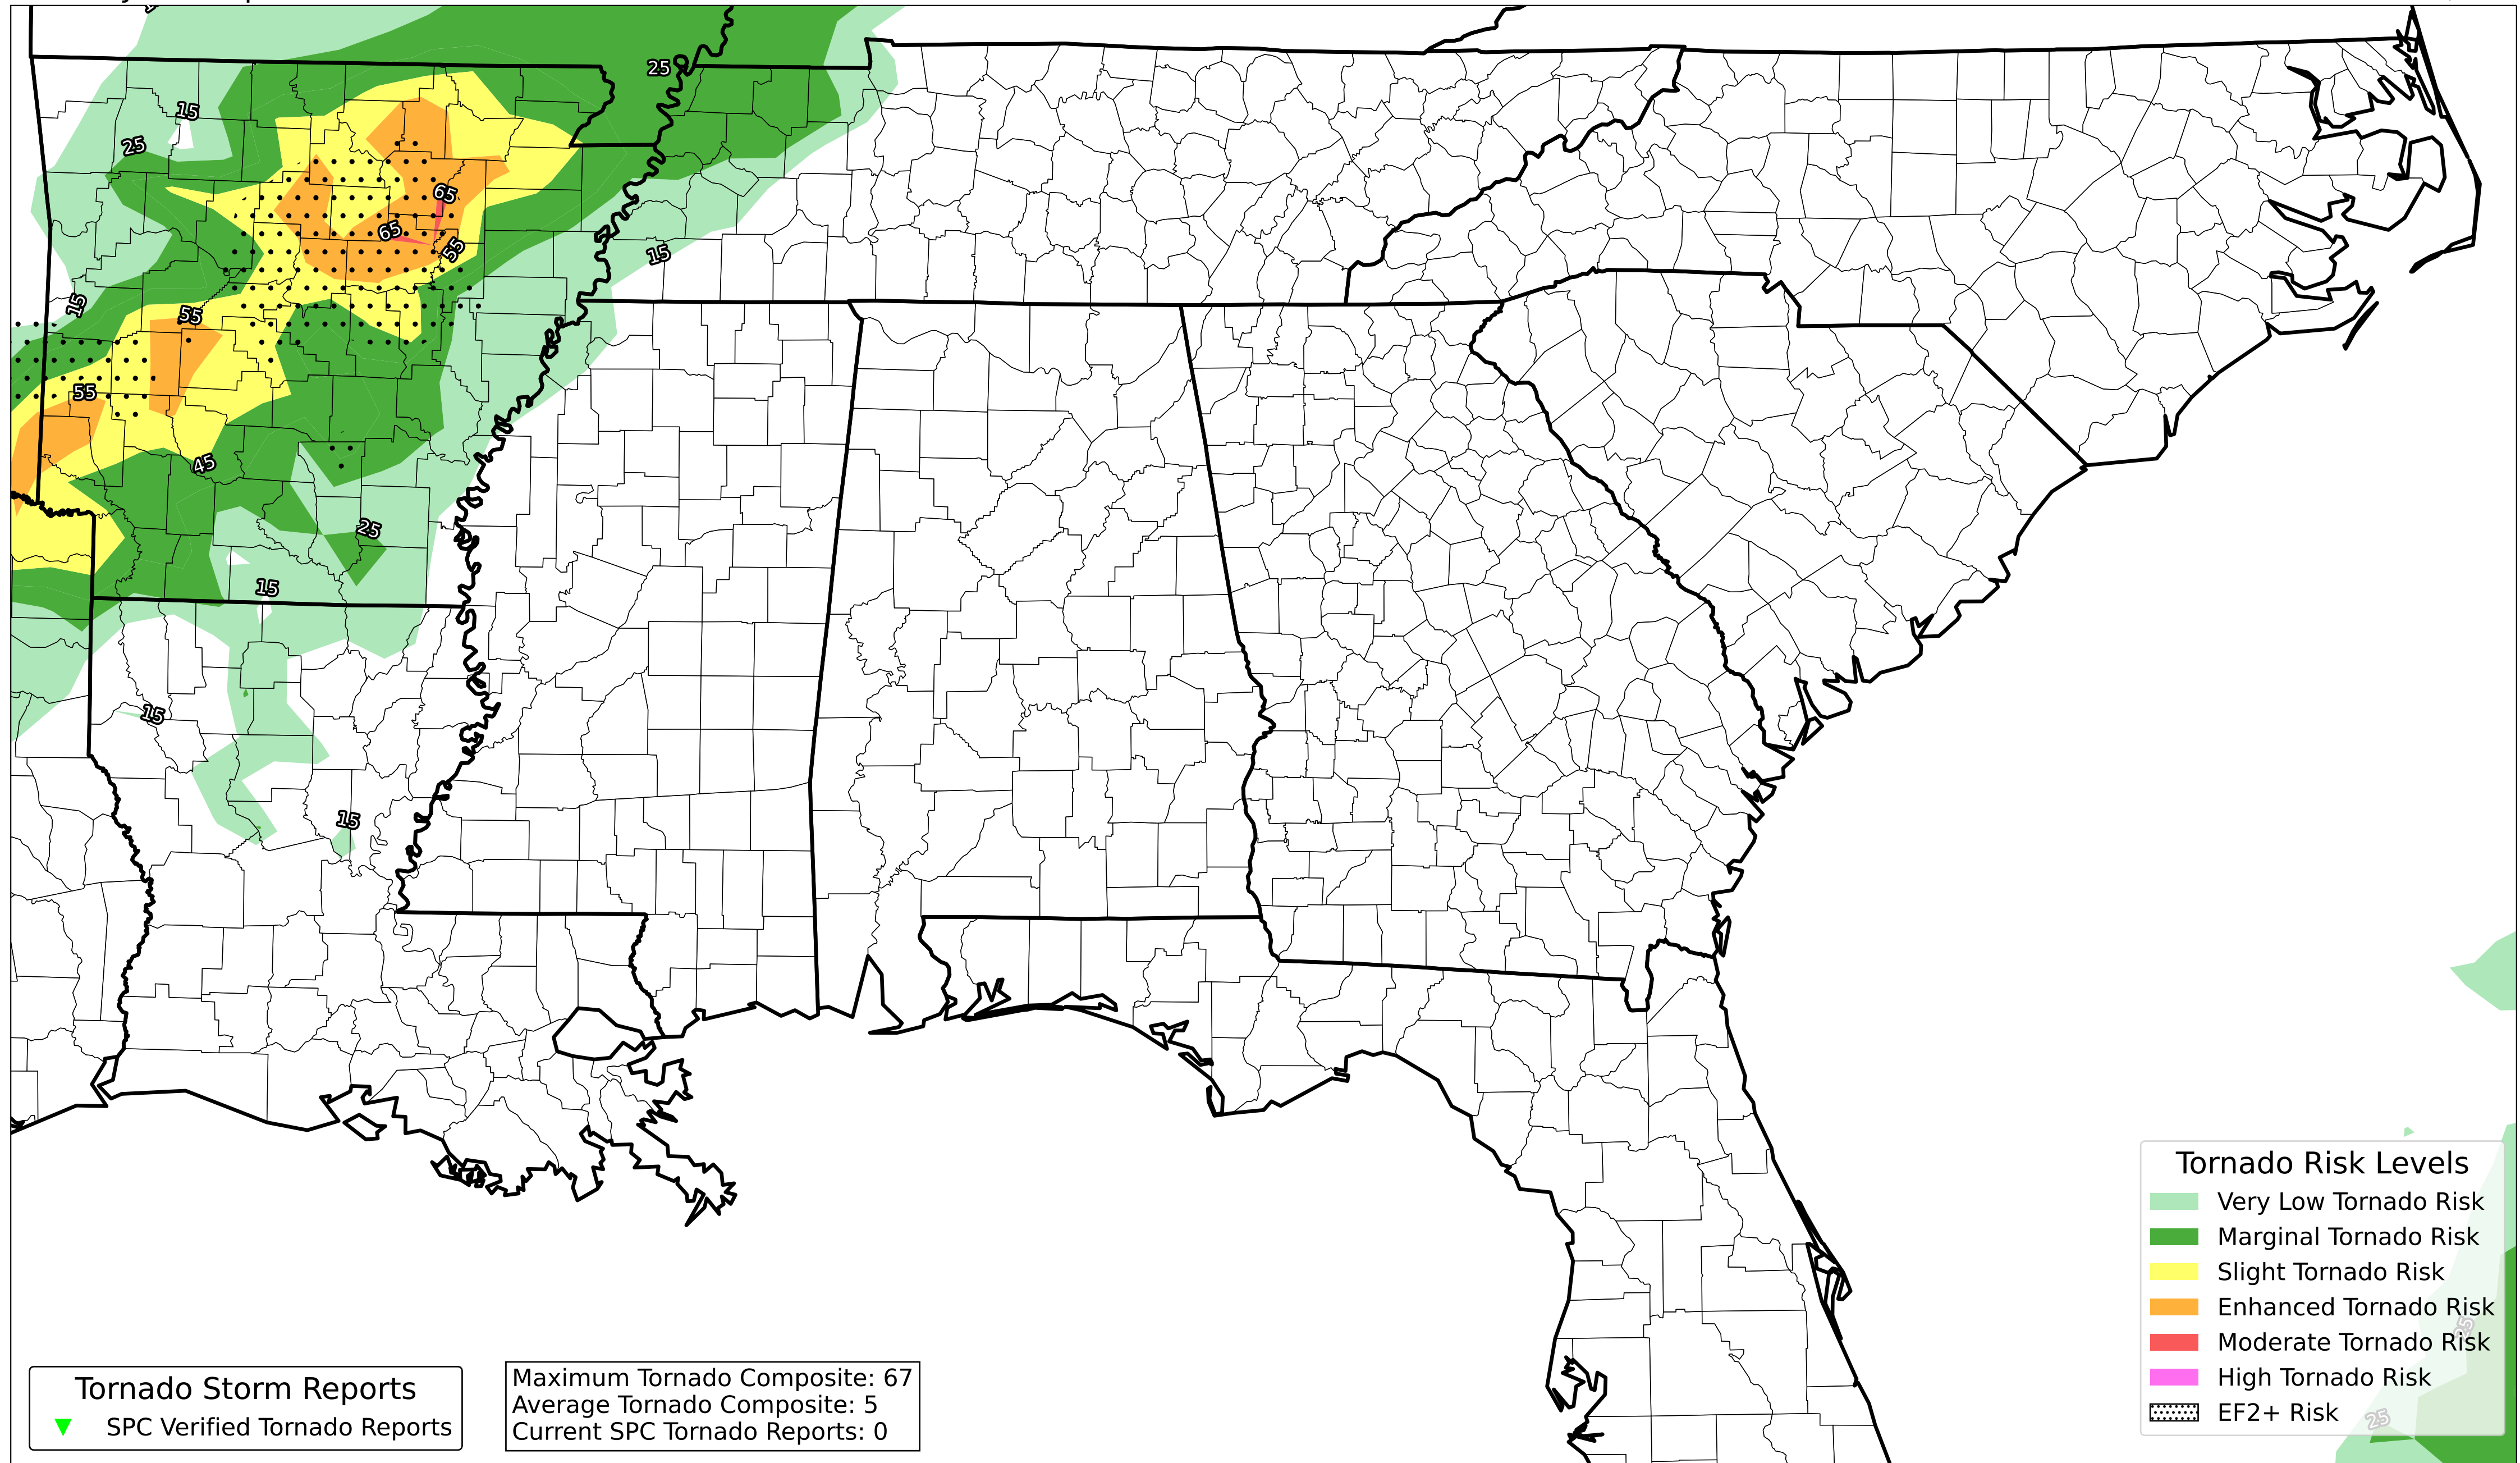 25
15
25
65
65
55
15
15
55
55
45
25
15
15
15
Tornado Risk Levels
Very Low Tornado Risk
Marginal Tornado Risk
Slight Tornado Risk
Enhanced Tornado Risk
Moderate Tornado Risk
High Tornado Risk
EF2+ Risk
25
25
Tornado Storm Reports
SPC Verified Tornado Reports
Maximum Tornado Composite: 67
Average Tornado Composite: 5
Current SPC Tornado Reports: 0